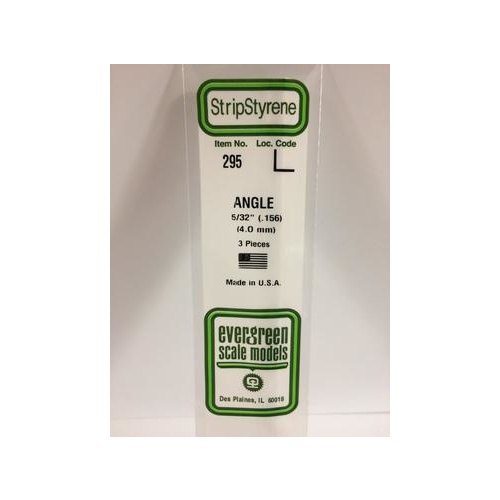 StripStyrene
Item No. Loc. Code
295
ANGLE
5/32" (.156)
(4.0 mm)
3 Pieces
Made in U.S.A.
evergreen
scale models
Des Plaines, IL 60018